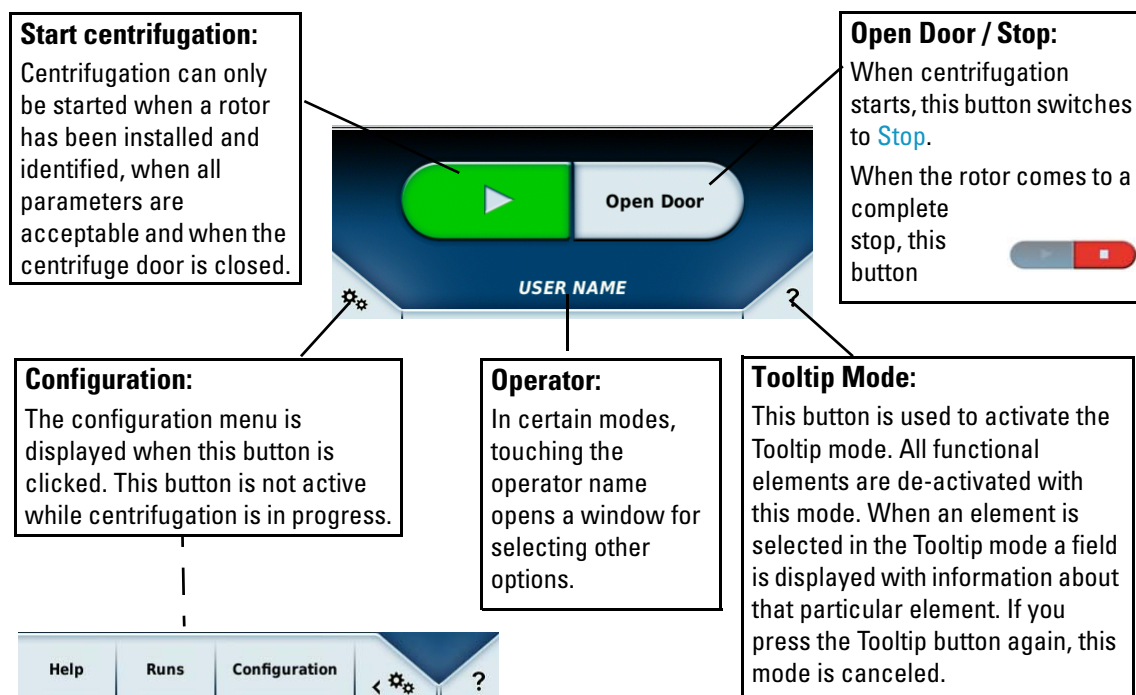 Start centrifugation:
Centrifugation can only
be started when a rotor
has been installed and
identified, when all
parameters are
acceptable and when the
centrifuge door is closed.
Open Door
USER NAME
?
Open Door / Stop:
When centrifugation
starts, this button switches
to Stop.
When the rotor comes to a
complete
stop, this
button
Configuration:
The configuration menu is
displayed when this button is
clicked. This button is not active
while centrifugation is in progress.
Operator:
In certain modes,
touching the
operator name
opens a window for
selecting other
options.
Tooltip Mode:
This button is used to activate the
Tooltip mode. All functional
elements are de-activated with
this mode. When an element is
selected in the Tooltip mode a field
is displayed with information about
that particular element. If you
press the Tooltip button again, this
mode is canceled.
Help Runs Configuration < ?